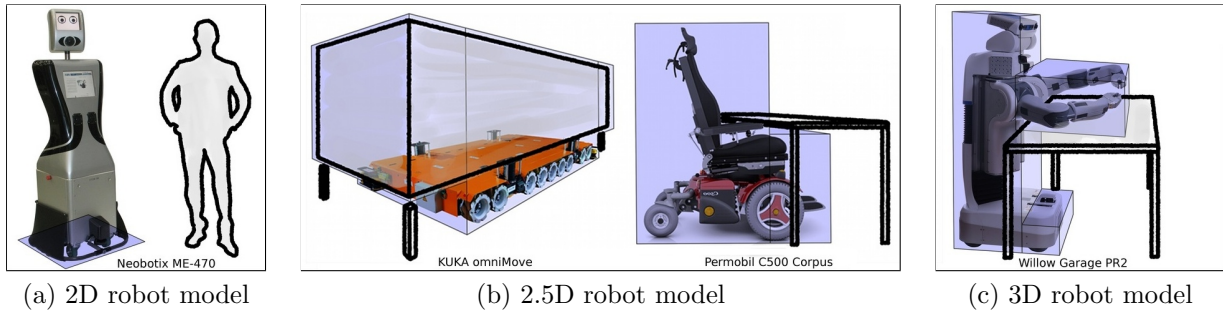 Neobotix ME-470
KUKA omniMove
Permobil C500 Corpus
Willow Garage PR2
(a) 2D robot model
(b) 2.5D robot model
(c) 3D robot model